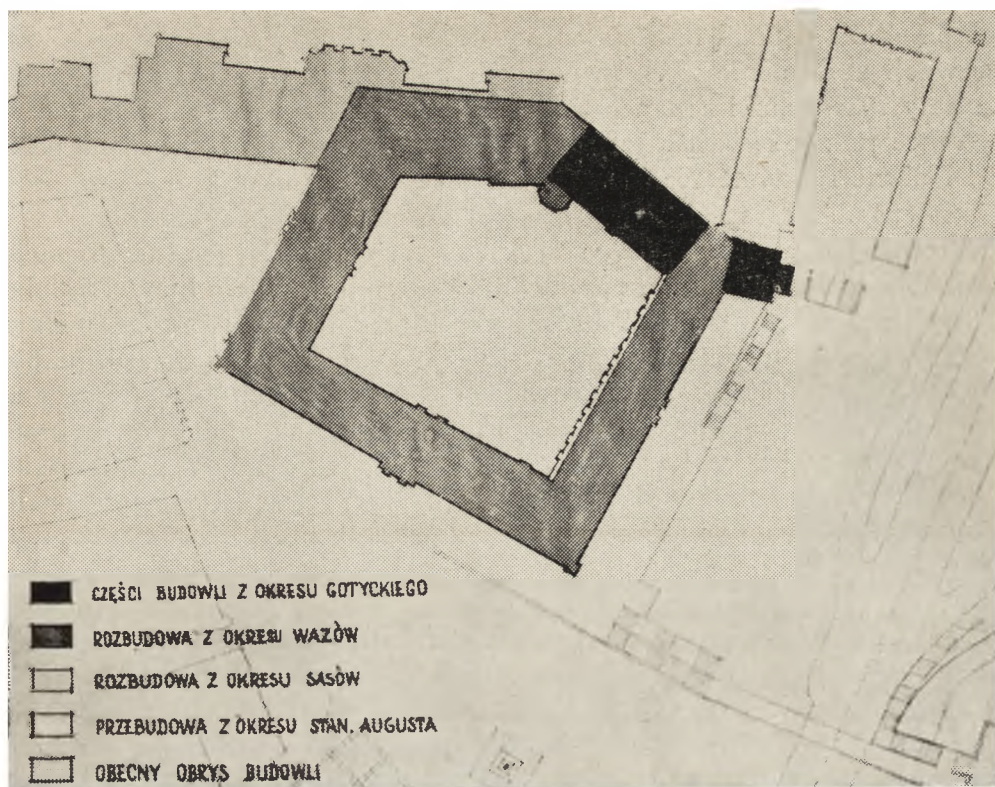 CZĘŚCI BUDOWLI Z OKRESU GOTYCKIEGO
ROZBUDOWA Z OKRESU WAZÓW
ROZBUDOWA Z OKRESU SASÓW
PRZEBUDOWA Z OKRESU STAN. AUGUSTA
OBECNY OBRYS BUDOWLI